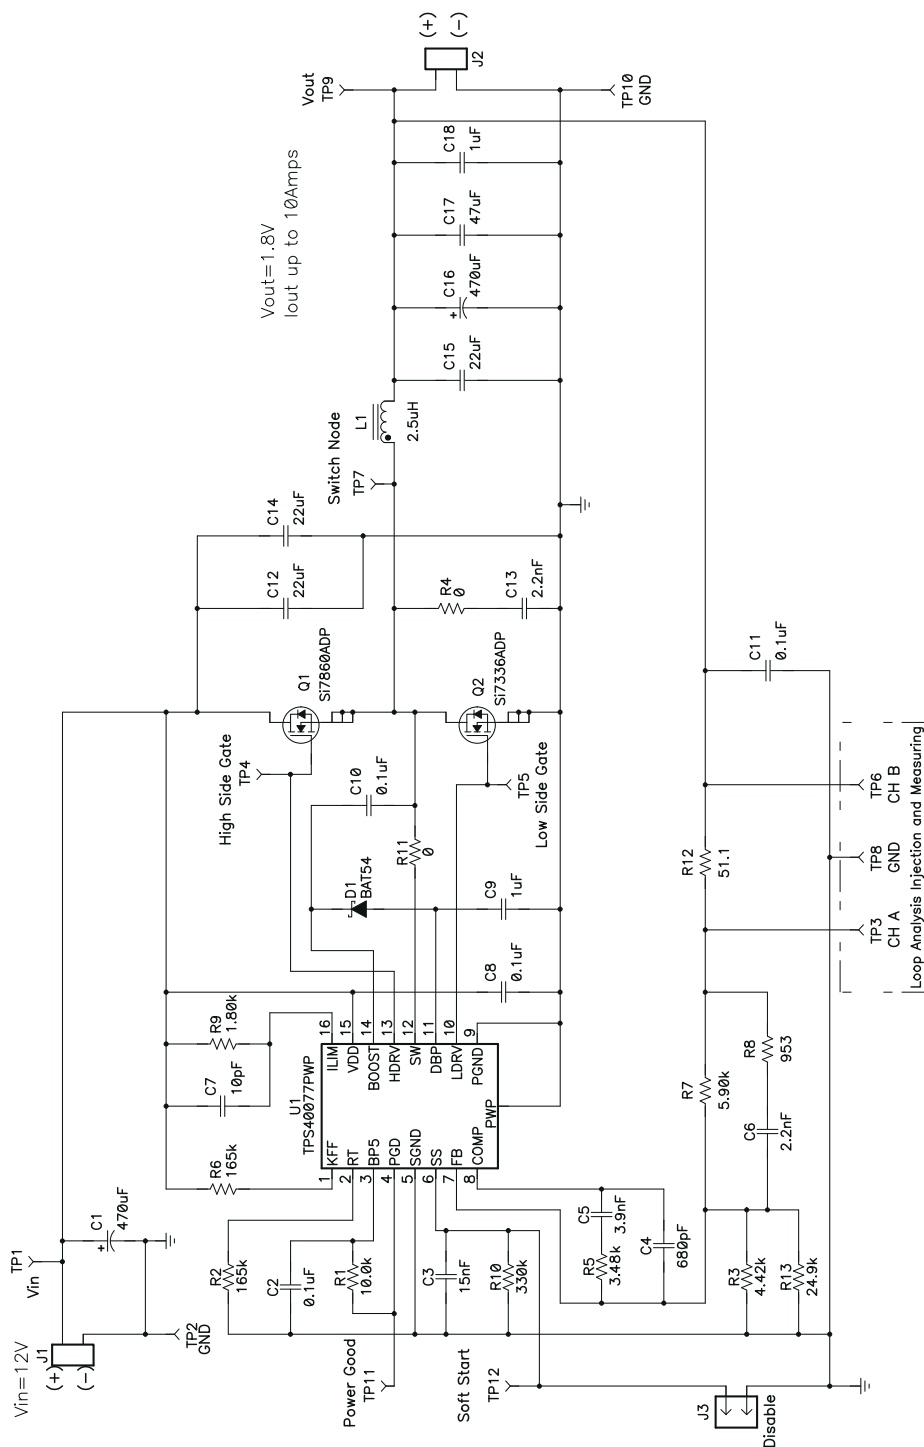 Vin=12V
(+)
(-)
J1
TP1
Vin
TP2
GND
C1
470uF
R6
165k
C7
10pF
R9
1.80k
U1
TPS40077PWP
1
KFF
2
RT
3
BP5
4
PGD
5
SGND
6
SS
7
FB
8
COMP
16
ILIM
15
VDD
14
BOOST
13
HDRV
12
SW
11
DBP
10
LDRV
9
PGND
PWP
R2
165k
C2
0.1uF
R1
10.0k
C3
15nF
R10
330k
R5
3.48k
C5
3.9nF
C4
680pF
Power Good
TP11
Soft Start
TP12
J3
Disable
C8
0.1uF
C9
1uF
D1
BAT54
R11
0
C10
0.1uF
High Side Gate
TP4
Low Side Gate
TP5
Q1
Si7860ADP
Q2
Si7336ADP
C12
22uF
C14
22uF
R4
0
C13
2.2nF
Switch Node
TP7
L1
2.5uH
Vout=1.8V
Iout up to 10Amps
C15
22uF
C16
+
470uF
C17
47uF
C18
1uF
Vout
TP9
(+)
(-)
J2
TP10
GND
R3
4.42k
R13
24.9k
R7
5.90k
C6
2.2nF
R8
953
R12
51.1
C11
0.1uF
TP3
CH A
TP8
GND
TP6
CH B
Loop Analysis Injection and Measuring